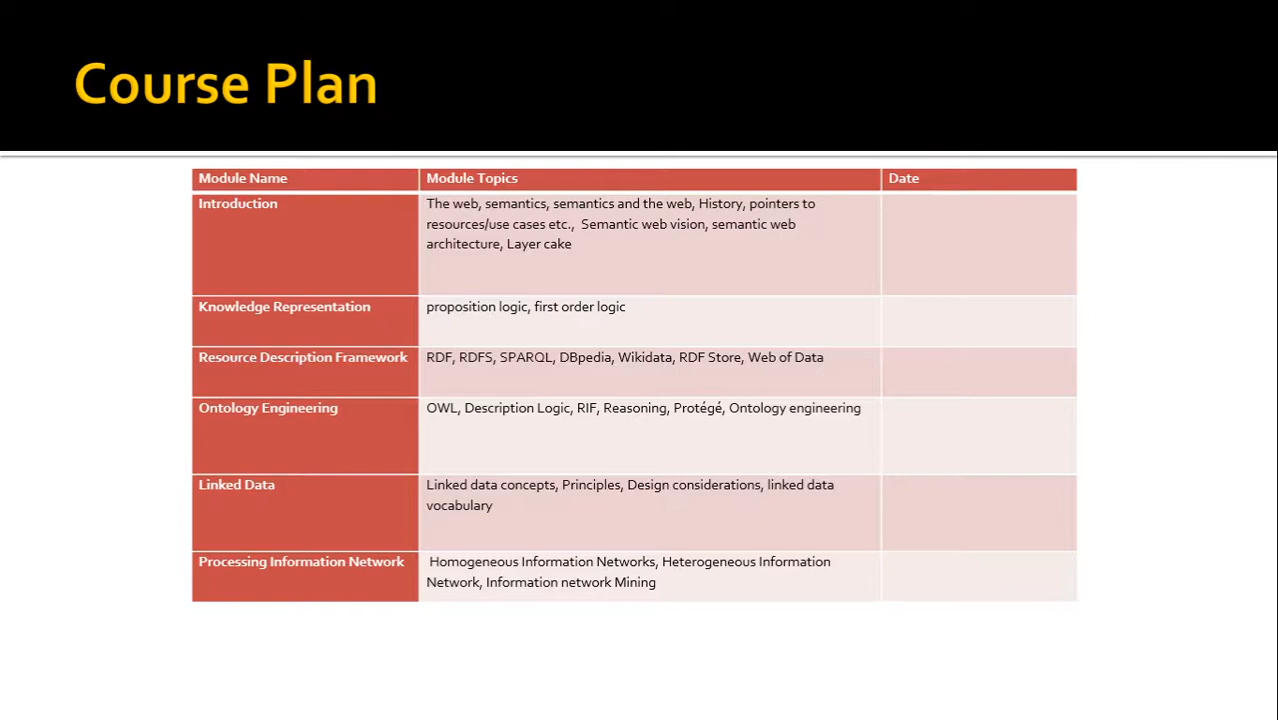 Course Plan
Module Name
Module Topics
Date
Introduction
The web, semantics, semantics and the web, History, pointers to
resources/use cases etc., Semantic web vision, semantic web
architecture, Layer cake
Knowledge Representation
proposition logic, first order logic
Resource Description Framework
RDF, RDFS, SPARQL, DBpedia, Wikidata, RDF Store, Web of Data
Ontology Engineering
OWL, Description Logic, RIF, Reasoning, Protégé, Ontology engineering
Linked Data
Linked data concepts, Principles, Design considerations, linked data
vocabulary
Processing Information Network
Homogeneous Information Networks, Heterogeneous Information
Network, Information network Mining